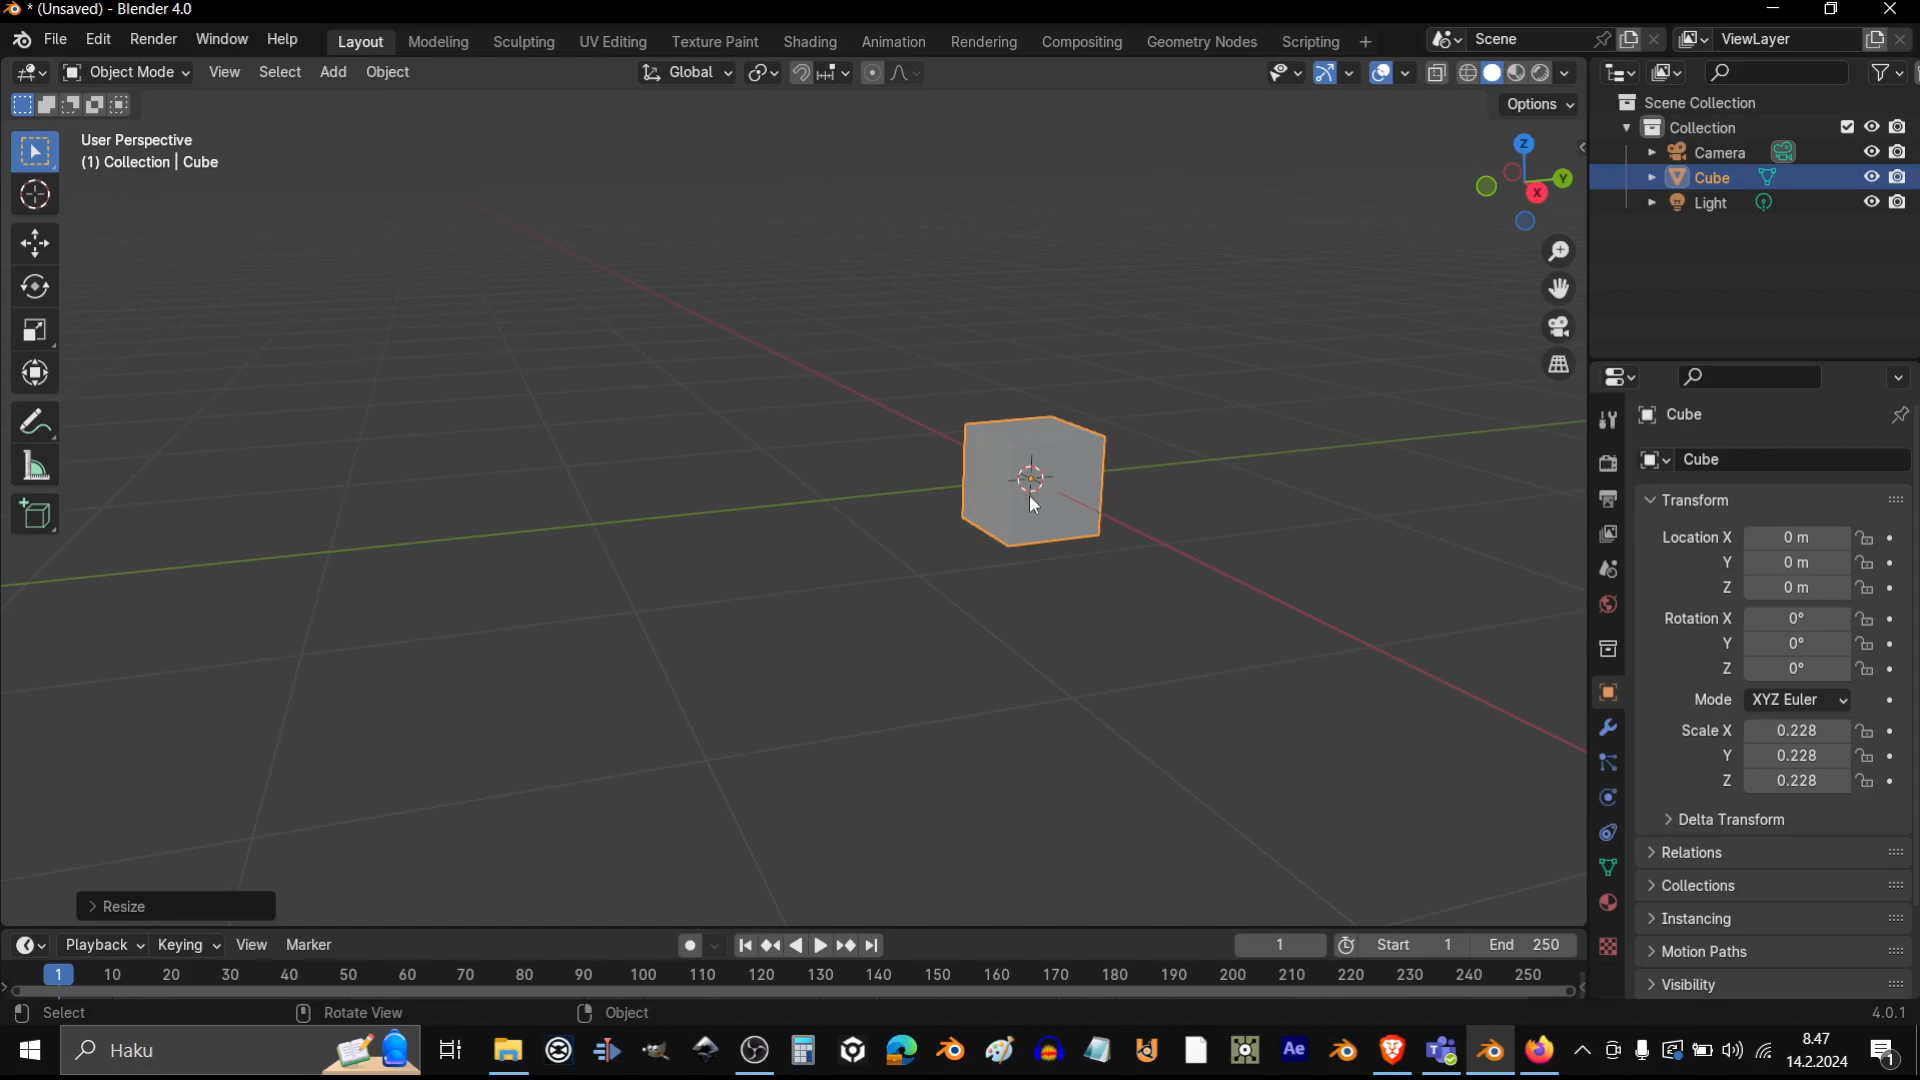 * (Unsaved) - Blender 4.0
File Edit Render Window Help
Layout Modeling Sculpting UV Editing Texture Paint Shading Animation Rendering Compositing Geometry Nodes Scripting +
Scene
ViewLayer
Object Mode View Select Add Object
Global
Options
User Perspective
(1) Collection | Cube
Z
Y
X
Scene Collection
Collection
Camera
Cube
Light
Cube
Cube
Transform
Location X 0 m
Y 0 m
Z 0 m
Rotation X 0°
Y 0°
Z 0°
Mode XYZ Euler
Scale X 0.228
Y 0.228
Z 0.228
Delta Transform
Relations
Collections
Instancing
Motion Paths
Visibility
Resize
Playback Keying View Marker
1 Start 1 End 250
1 10 20 30 40 50 60 70 80 90 100 110 120 130 140 150 160 170 180 190 200 210 220 230 240 250
Select Rotate View Object 4.0.1
Haku
Ae
8.47
14.2.2024
1